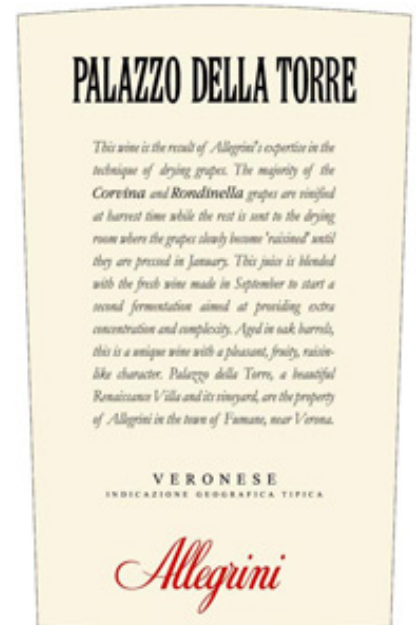 PALAZZO DELLA TORRE
This wine is the result of Allegrini's expertise in the
technique of drying grapes. The majority of the
Corvina and Rondinella grapes are vinified
at harvest time while the rest is sent to the drying
room where the grapes slowly become 'raisined' until
they are pressed in January. This juice is blended
with the fresh wine made in September to start a
second fermentation aimed at providing extra
concentration and complexity. Aged in oak barrels,
this is a unique wine with a pleasant, fruity, raisin-
like character. Palazzo della Torre, a beautiful
Renaissance Villa and its vineyard, are the property
of Allegrini in the town of Fumane, near Verona.
VERONESE
INDICAZIONE GEOGRAFICA TIPICA
Allegrini